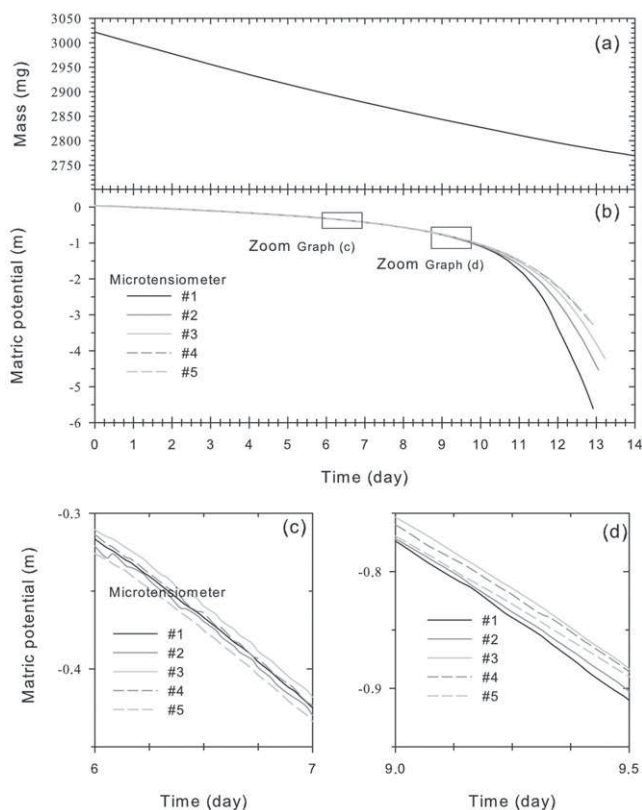 (a)
Mass (mg)
3050
3000
2950
2900
2850
2800
2750
(b)
Matric potential (m)
0
-1
-2
-3
-4
-5
-6
Zoom Graph (c)
Zoom Graph (d)
Microtensiometer
#1
#2
#3
#4
#5
0 1 2 3 4 5 6 7 8 9 10 11 12 13 14
Time (day)
(c)
Matric potential (m)
-0.3
-0.4
Microtensiometer
#1
#2
#3
#4
#5
6 7
Time (day)
(d)
-0.8
-0.9
#1
#2
#3
#4
#5
9.0 9.5
Time (day)